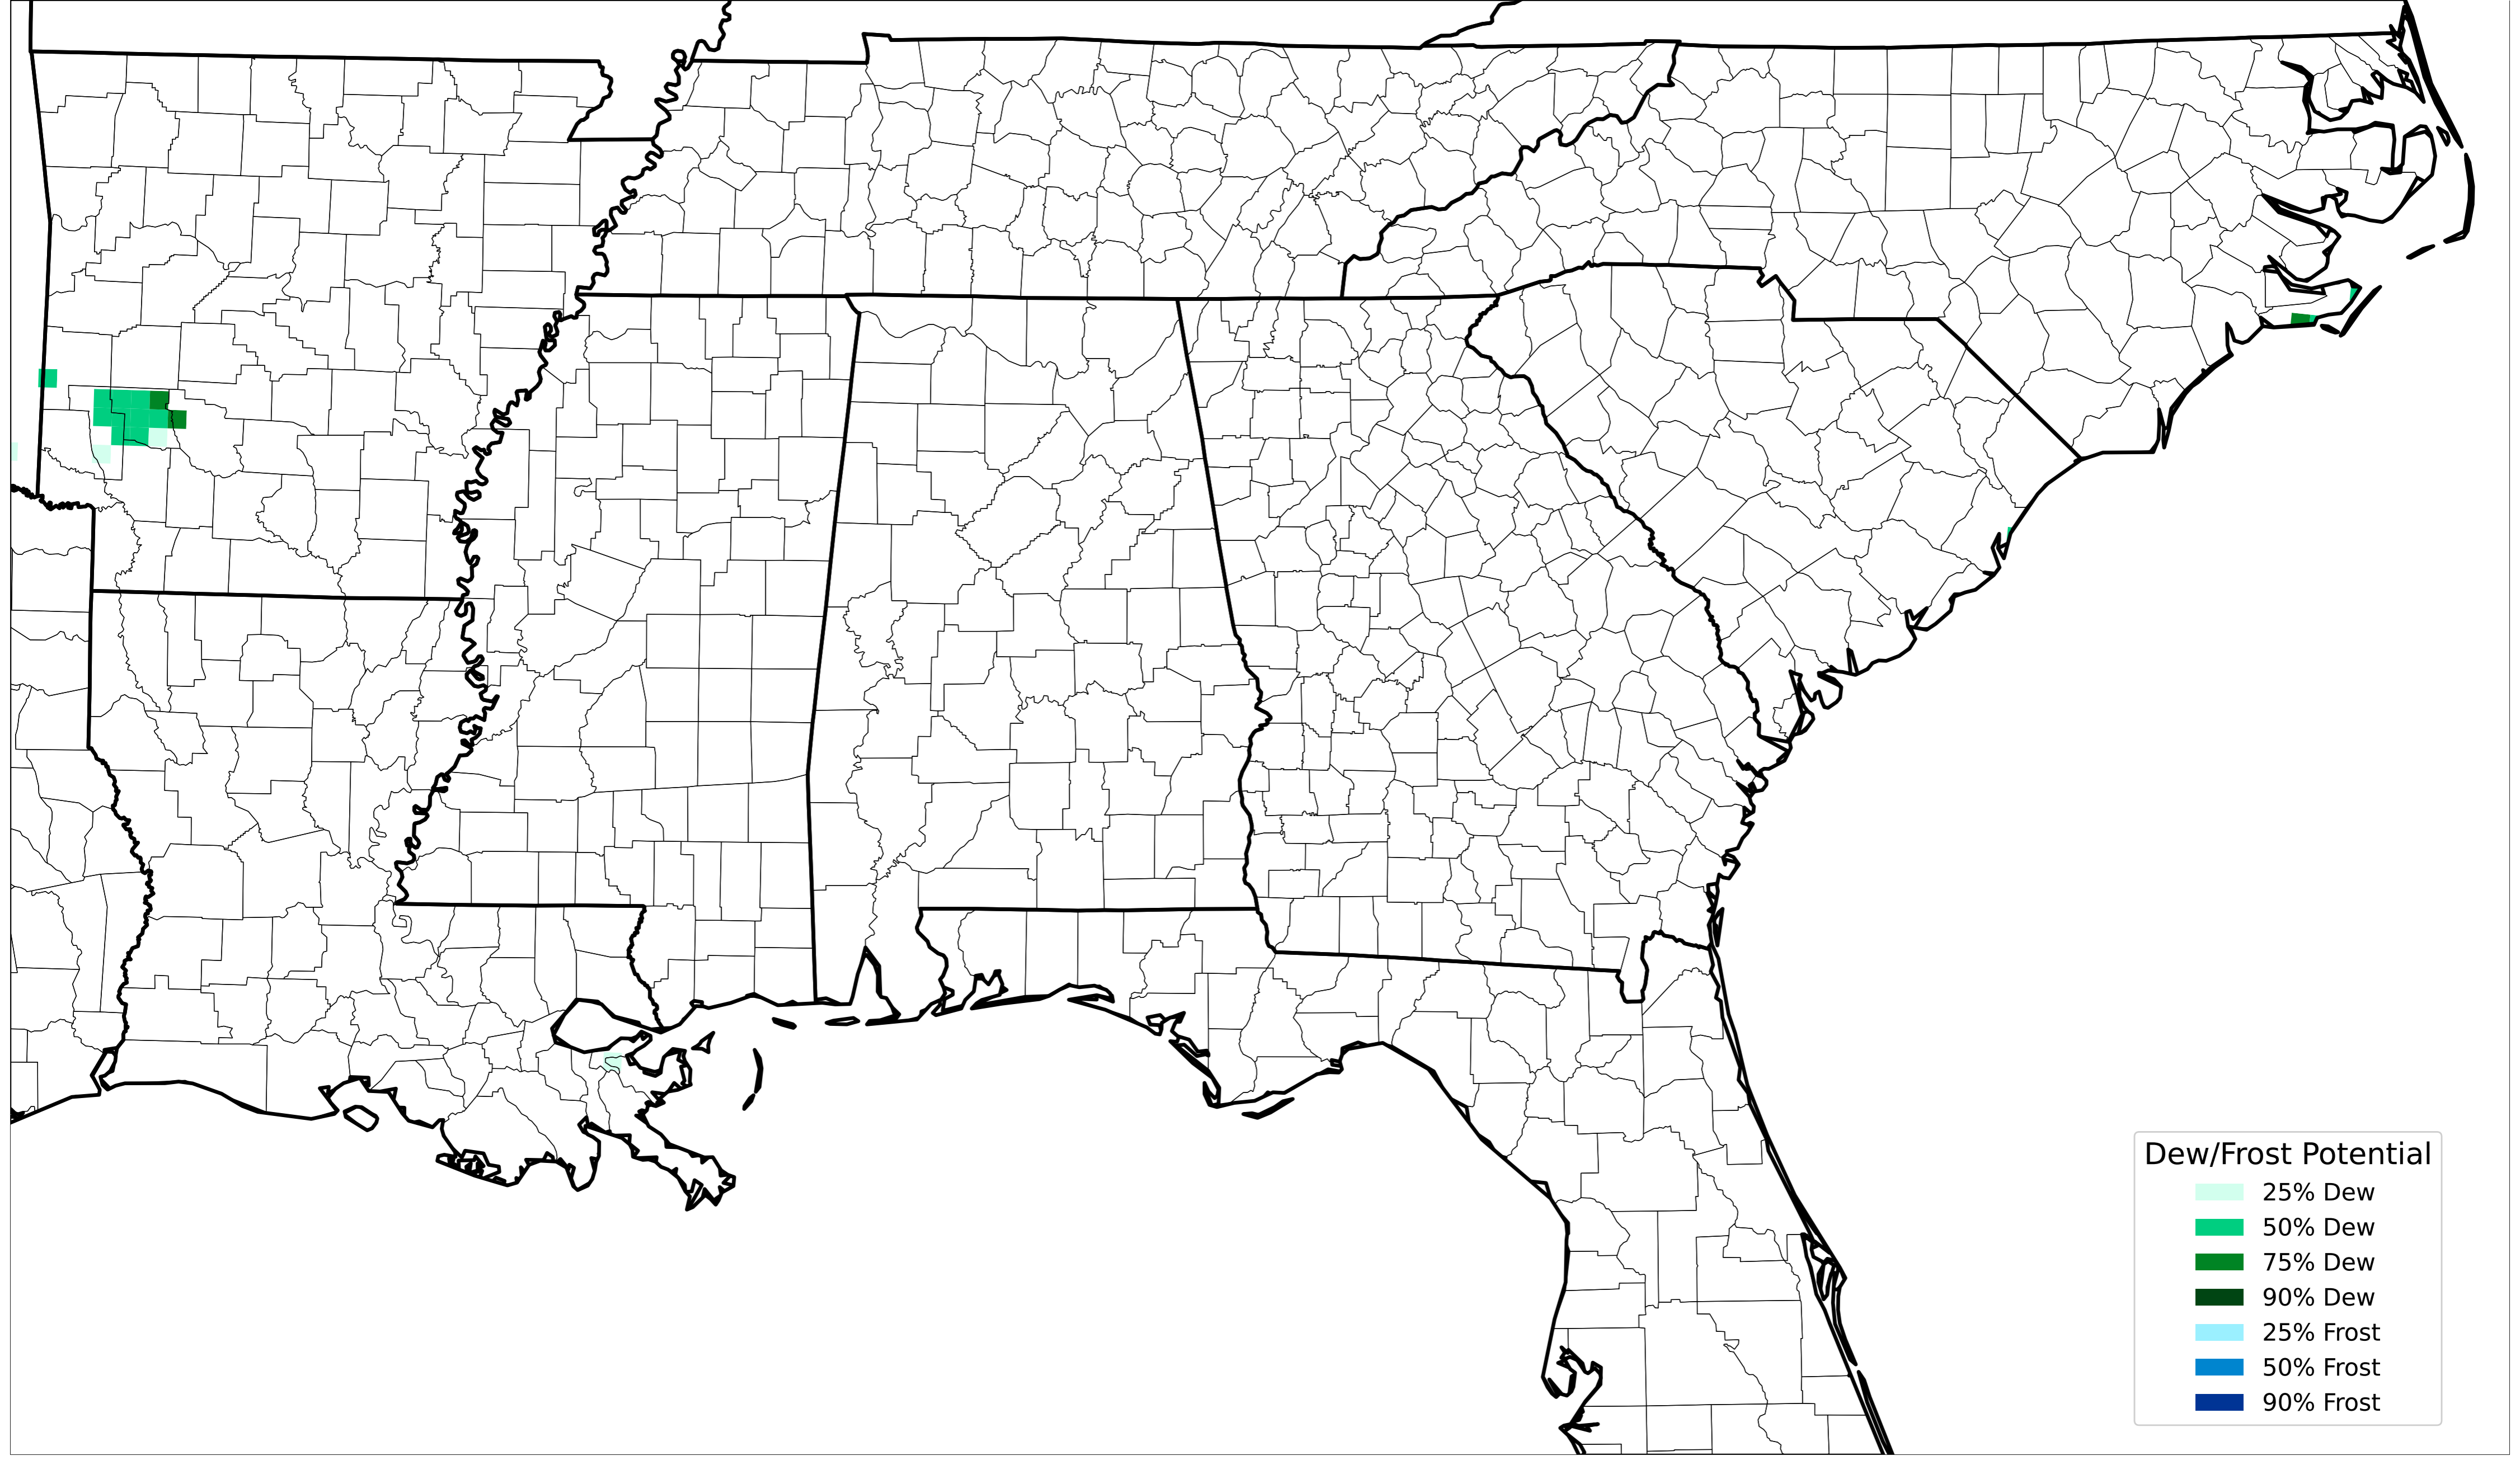 Dew/Frost Potential
25% Dew
50% Dew
75% Dew
90% Dew
25% Frost
50% Frost
90% Frost